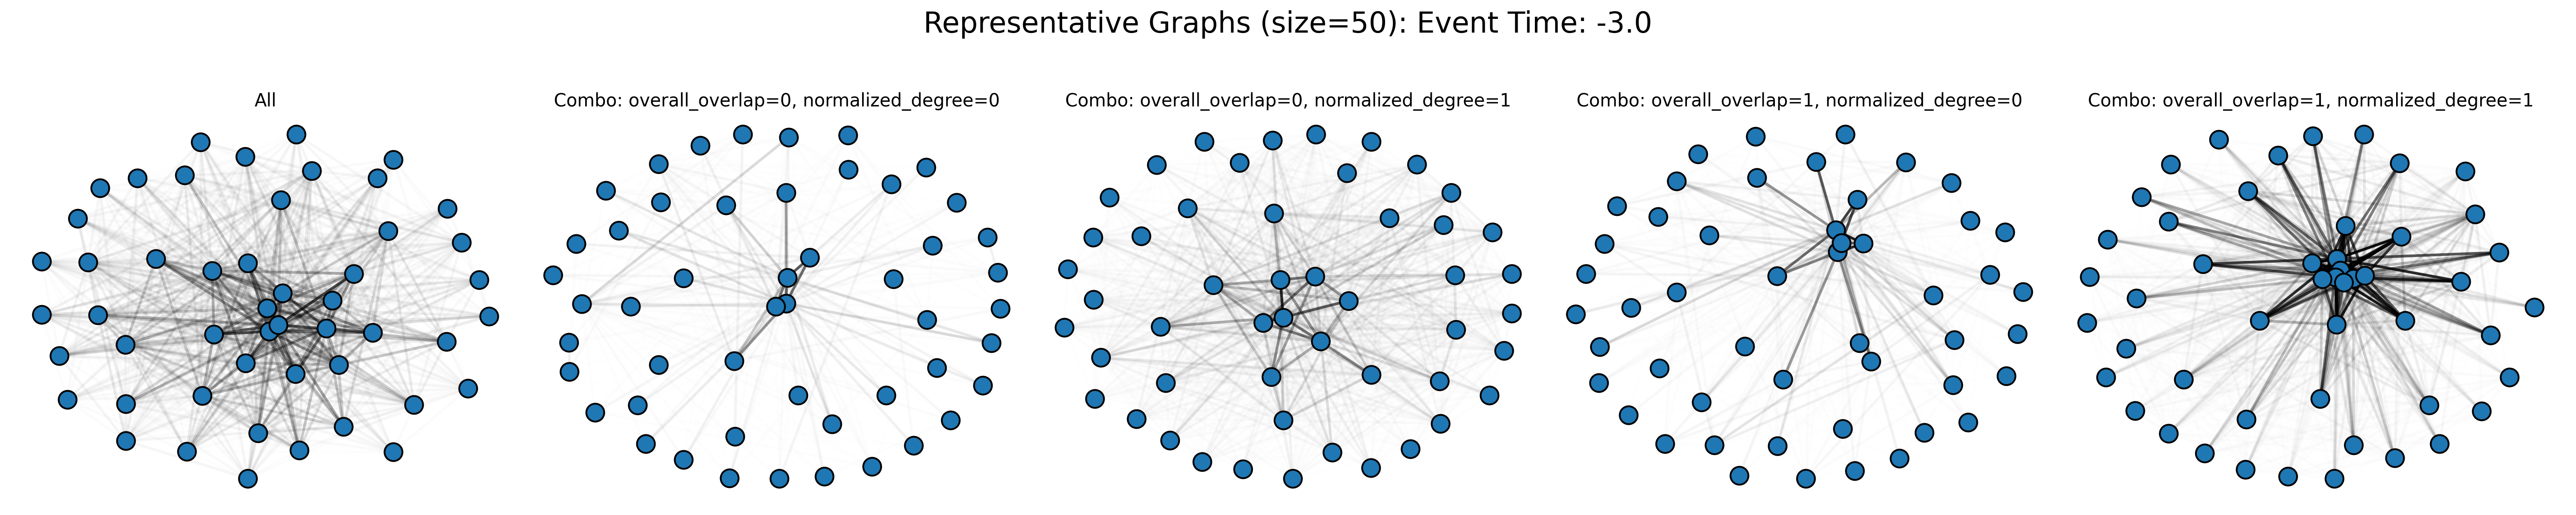 Representative Graphs (size=50): Event Time: -3.0
All
Combo: overall_overlap=0, normalized_degree=0
Combo: overall_overlap=0, normalized_degree=1
Combo: overall_overlap=1, normalized_degree=0
Combo: overall_overlap=1, normalized_degree=1